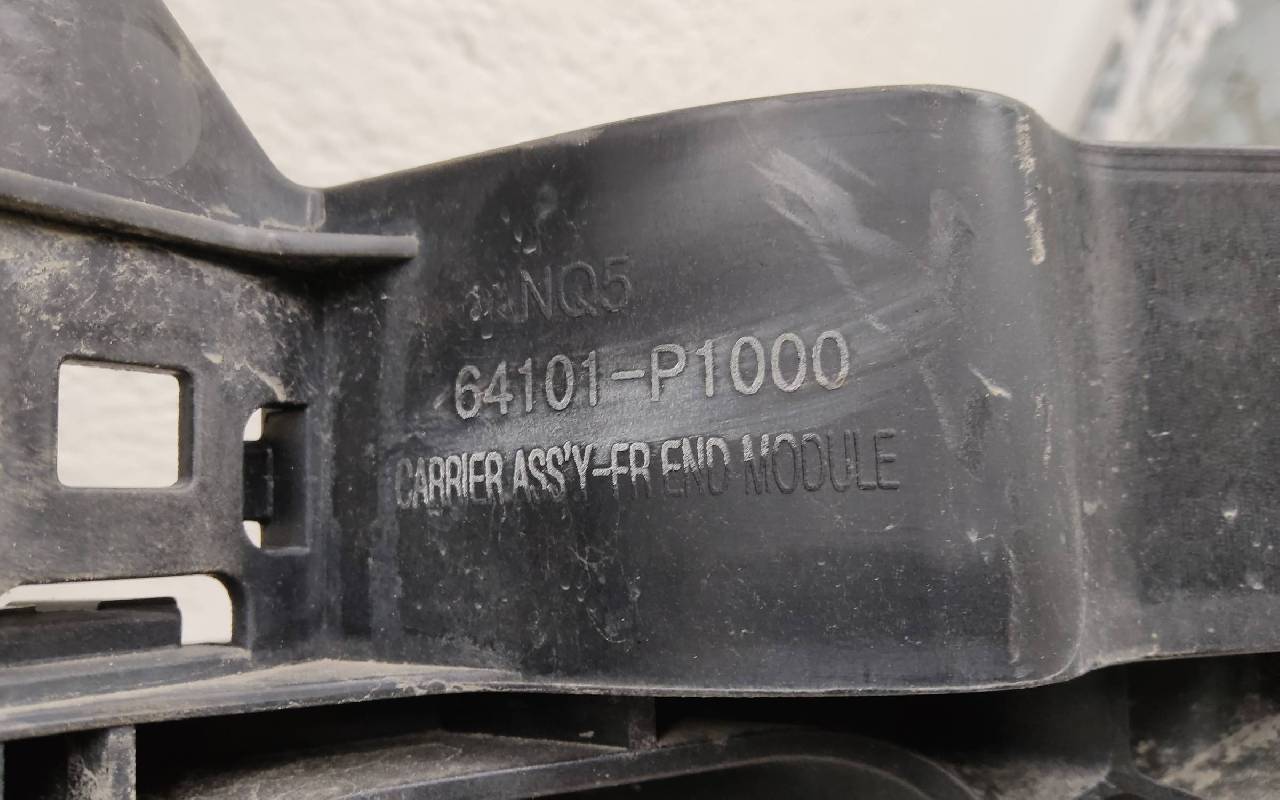 NQ5
64101-P1000
CARRIER ASS'Y-FR END MODULE